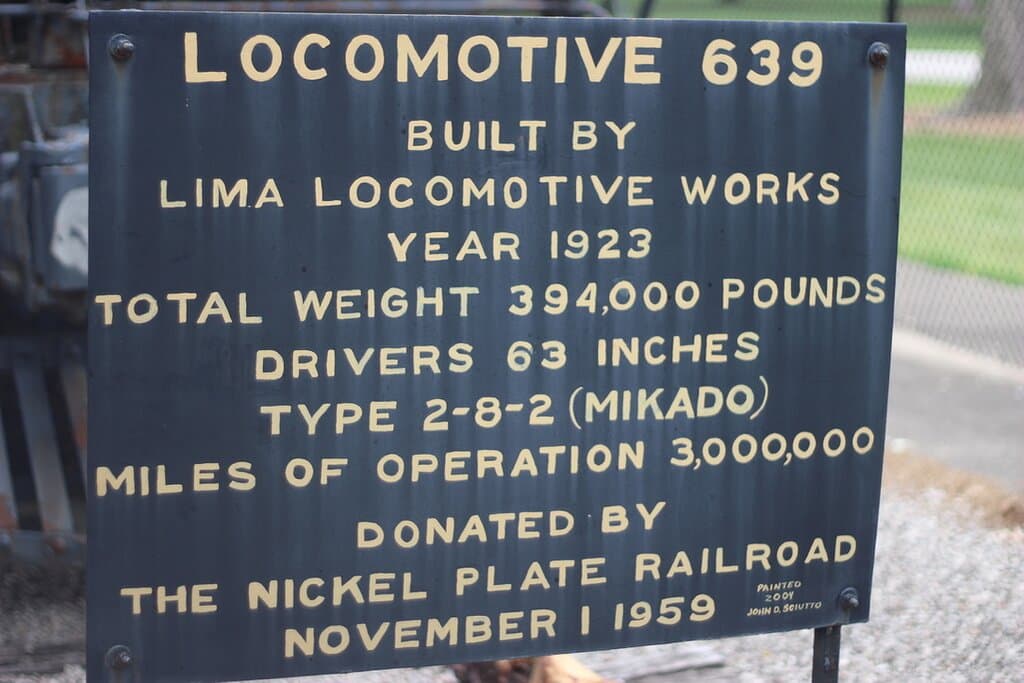 LOCOMOTIVE 639
BUILT BY
LIMA LOCOMOTIVE WORKS
YEAR 1923
TOTAL WEIGHT 394,000 POUNDS
DRIVERS 63 INCHES
TYPE 2-8-2 (MIKADO)
MILES OF OPERATION 3,000,000
DONATED BY
THE NICKEL PLATE RAILROAD
NOVEMBER 1 1959
PAINTED
2004
JOHN D. SCIUTTO